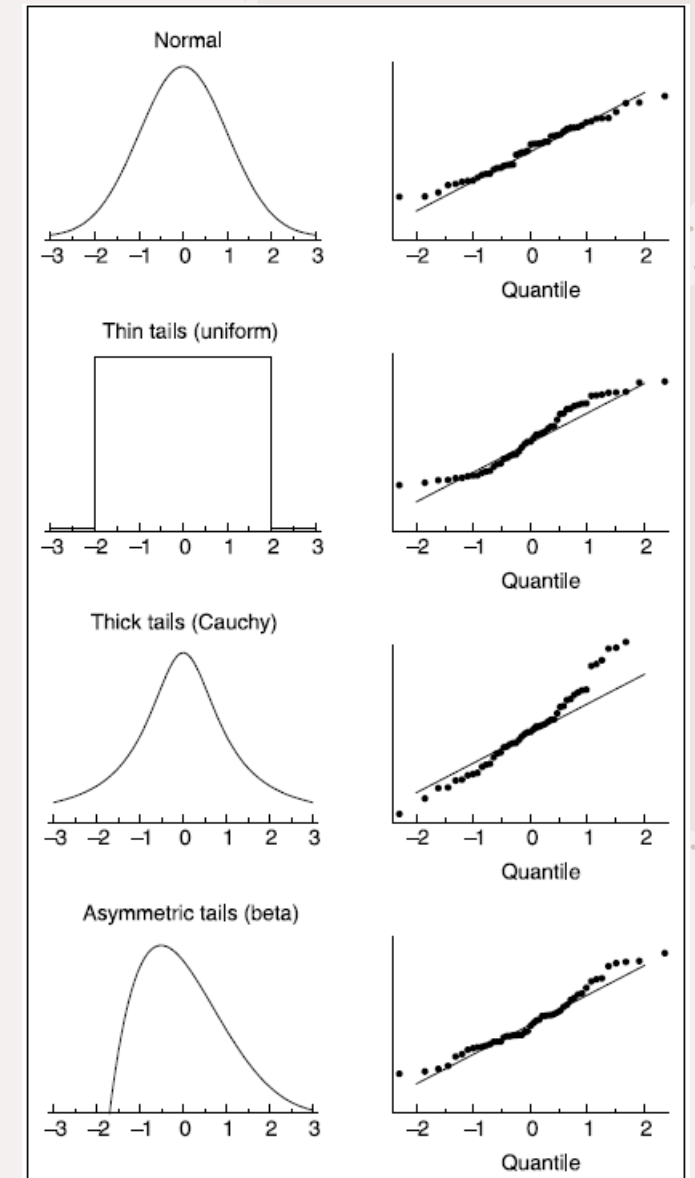 Normal
–3 –2 –1 0 1 2 3
–2 –1 0 1 2
Quantile
Thin tails (uniform)
–3 –2 –1 0 1 2 3
–2 –1 0 1 2
Quantile
Thick tails (Cauchy)
–3 –2 –1 0 1 2 3
–2 –1 0 1 2
Quantile
Asymmetric tails (beta)
–3 –2 –1 0 1 2 3
–2 –1 0 1 2
Quantile